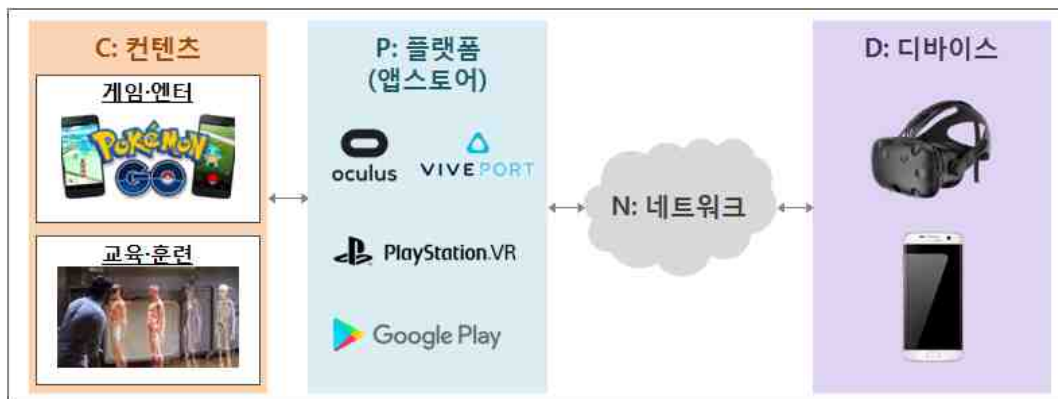 C: 컨텐츠
게임·엔터
POKÉMON
GO
교육·훈련
P: 플랫폼
(앱스토어)
oculus
VIVEPORT
PlayStation.VR
Google Play
N: 네트워크
D: 디바이스